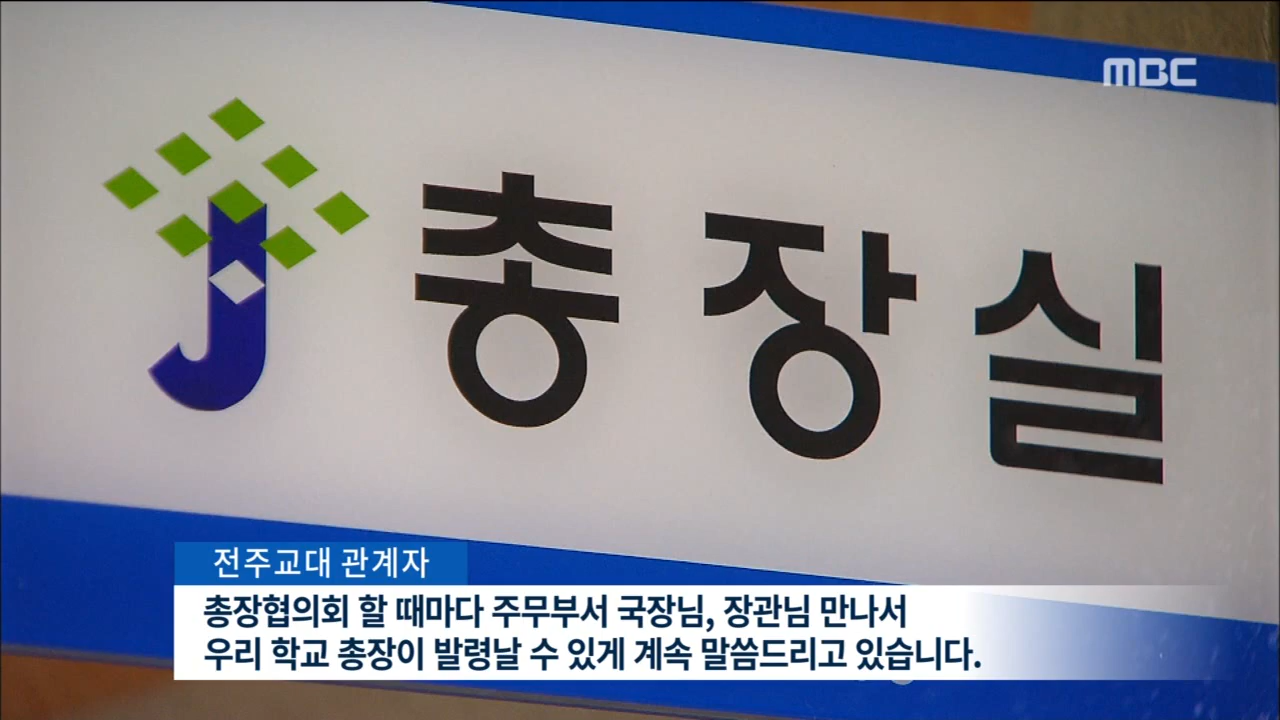 MBC
j 총장실
전주교대 관계자
총장협의회 할 때마다 주무부서 국장님, 장관님 만나서
우리 학교 총장이 발령날 수 있게 계속 말씀드리고 있습니다.